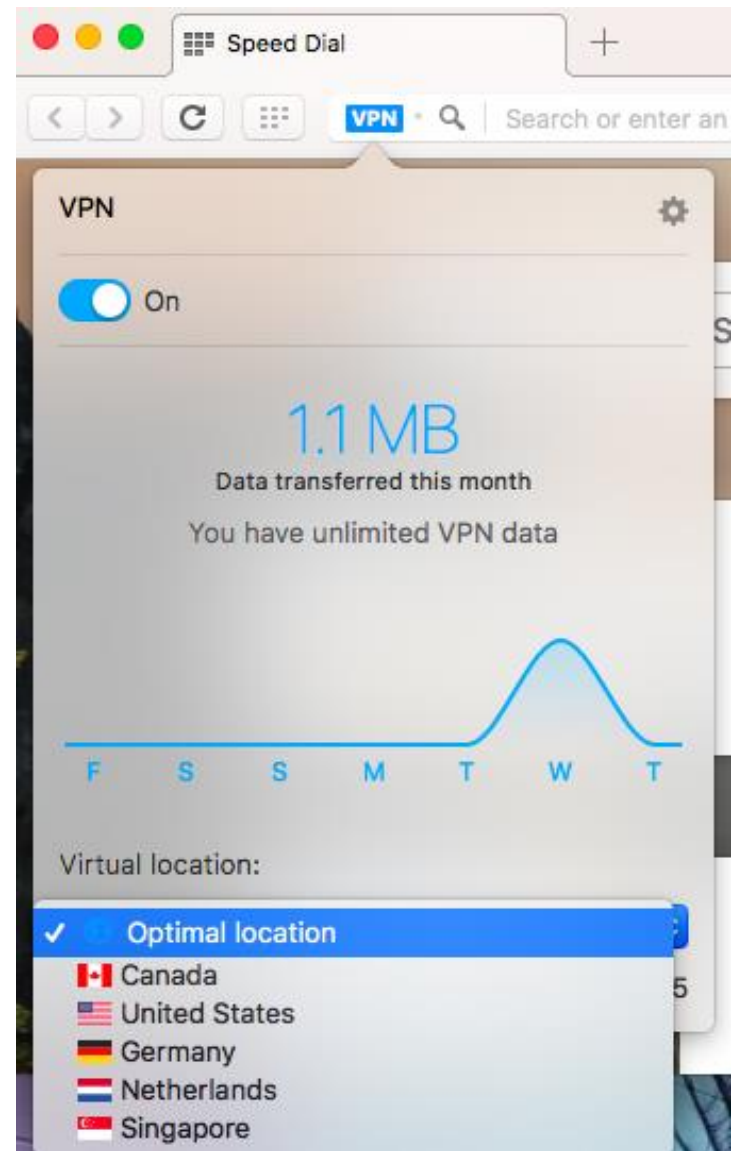 Speed Dial
VPN
Search or enter an
VPN
On
S
1.1 MB
Data transferred this month
You have unlimited VPN data
F S S M T W T
Virtual location:
Optimal location
Canada
5
United States
Germany
Netherlands
Singapore